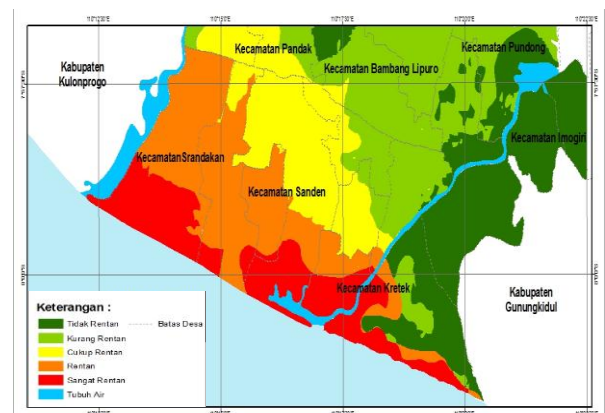 Kecamatan Pandak
Kecamatan Pundong
Kabupaten
Kulonprogo
Kecamatan Bambang Lipuro
Kecamatan Imogiri
KecamatanSrandakan
Kecamatan Sanden
Kecamatan Kretek
Kabupaten
Gunungkidul
Keterangan :
Tidak Rentan
Batas Desa
Kurang Rentan
Cukup Rentan
Rentan
Sangat Rentan
Tubuh Air